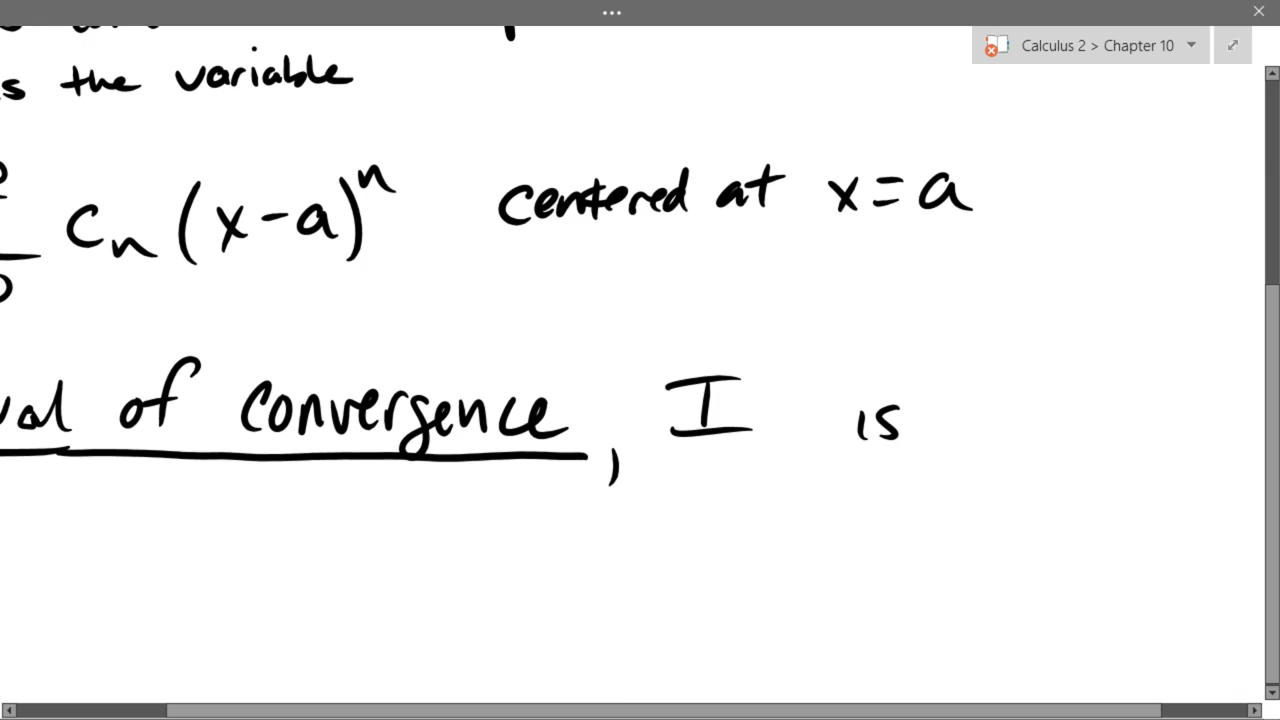 Calculus 2 > Chapter 10
s the variable
cₙ(x-a)ⁿ centered at x=a
of convergence, I is